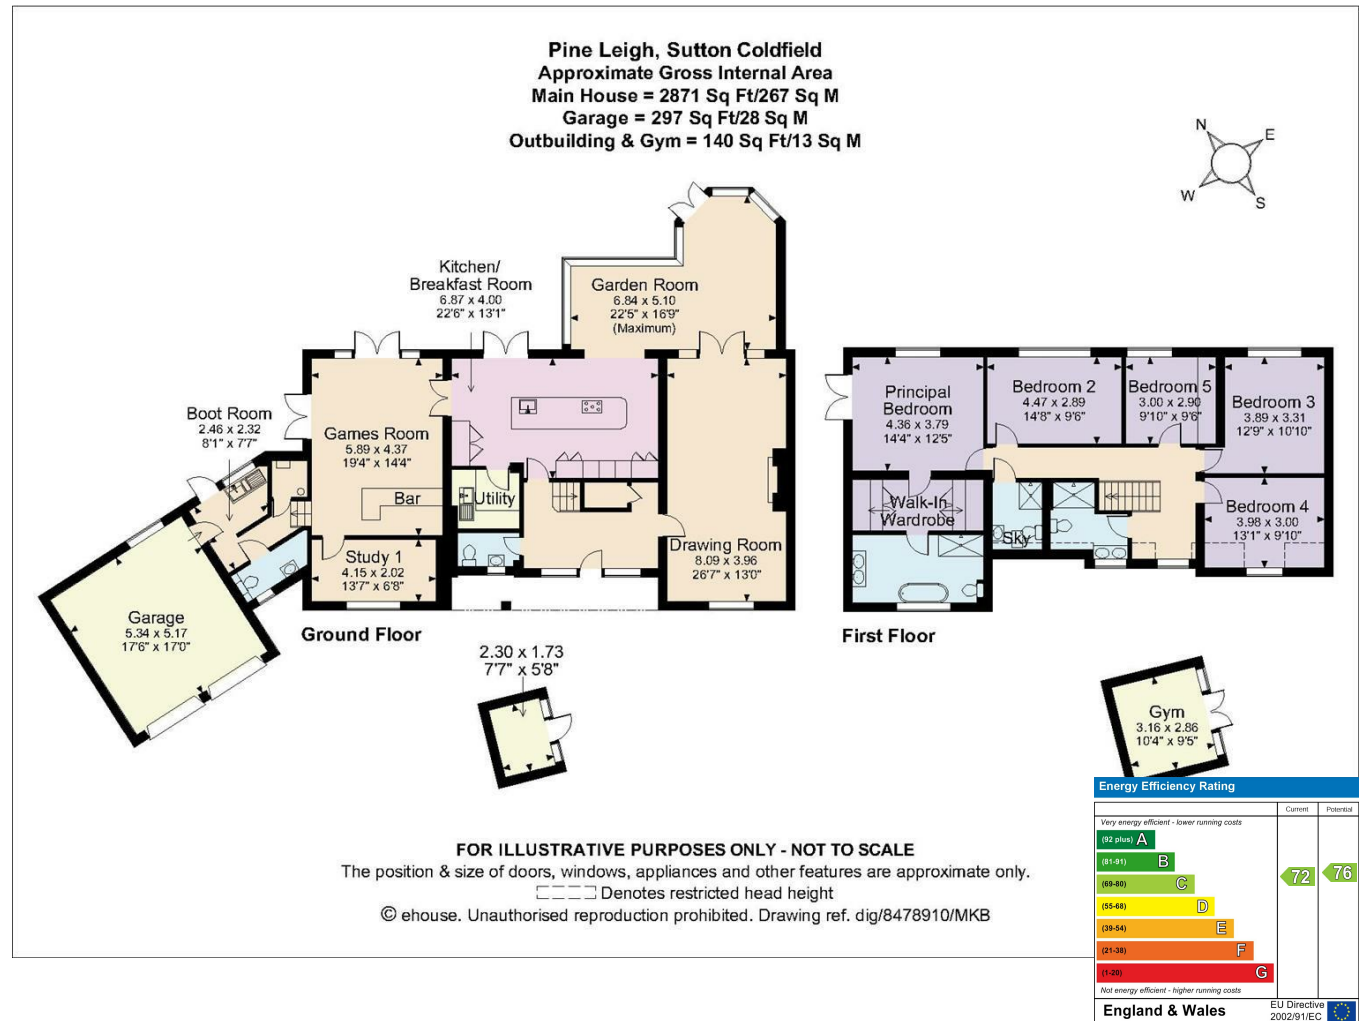 Pine Leigh, Sutton Coldfield
Approximate Gross Internal Area
Main House = 2871 Sq Ft/267 Sq M
Garage = 297 Sq Ft/28 Sq M
Outbuilding & Gym = 140 Sq Ft/13 Sq M
N
E
W
S
Kitchen/
Breakfast Room
6.87 x 4.00
22'6" x 13'1"
Garden Room
6.84 x 5.10
22'5" x 16'9"
(Maximum)
Boot Room
2.46 x 2.32
8'1" x 7'7"
Games Room
5.89 x 4.37
19'4" x 14'4"
Bar
Utility
Study 1
4.15 x 2.02
13'7" x 6'8"
Drawing Room
8.09 x 3.96
26'7" x 13'0"
Garage
5.34 x 5.17
17'6" x 17'0"
Ground Floor
2.30 x 1.73
7'7" x 5'8"
Principal
Bedroom
4.36 x 3.79
14'4" x 12'5"
Bedroom 2
4.47 x 2.89
14'8" x 9'6"
Bedroom 5
3.00 x 2.90
9'10" x 9'6"
Bedroom 3
3.89 x 3.31
12'9" x 10'10"
Walk-In
Wardrobe
Sky
Bedroom 4
3.98 x 3.00
13'1" x 9'10"
First Floor
Gym
3.16 x 2.86
10'4" x 9'5"
FOR ILLUSTRATIVE PURPOSES ONLY - NOT TO SCALE
The position & size of doors, windows, appliances and other features are approximate only.
Denotes restricted head height
© ehouse. Unauthorised reproduction prohibited. Drawing ref. dig/8478910/MKB
Energy Efficiency Rating
Current
Potential
Very energy efficient - lower running costs
(92 plus) A
(81-91) B
(69-80) C
(55-68) D
(39-54) E
(21-38) F
(1-20) G
72
76
Not energy efficient - higher running costs
England & Wales
EU Directive
2002/91/EC